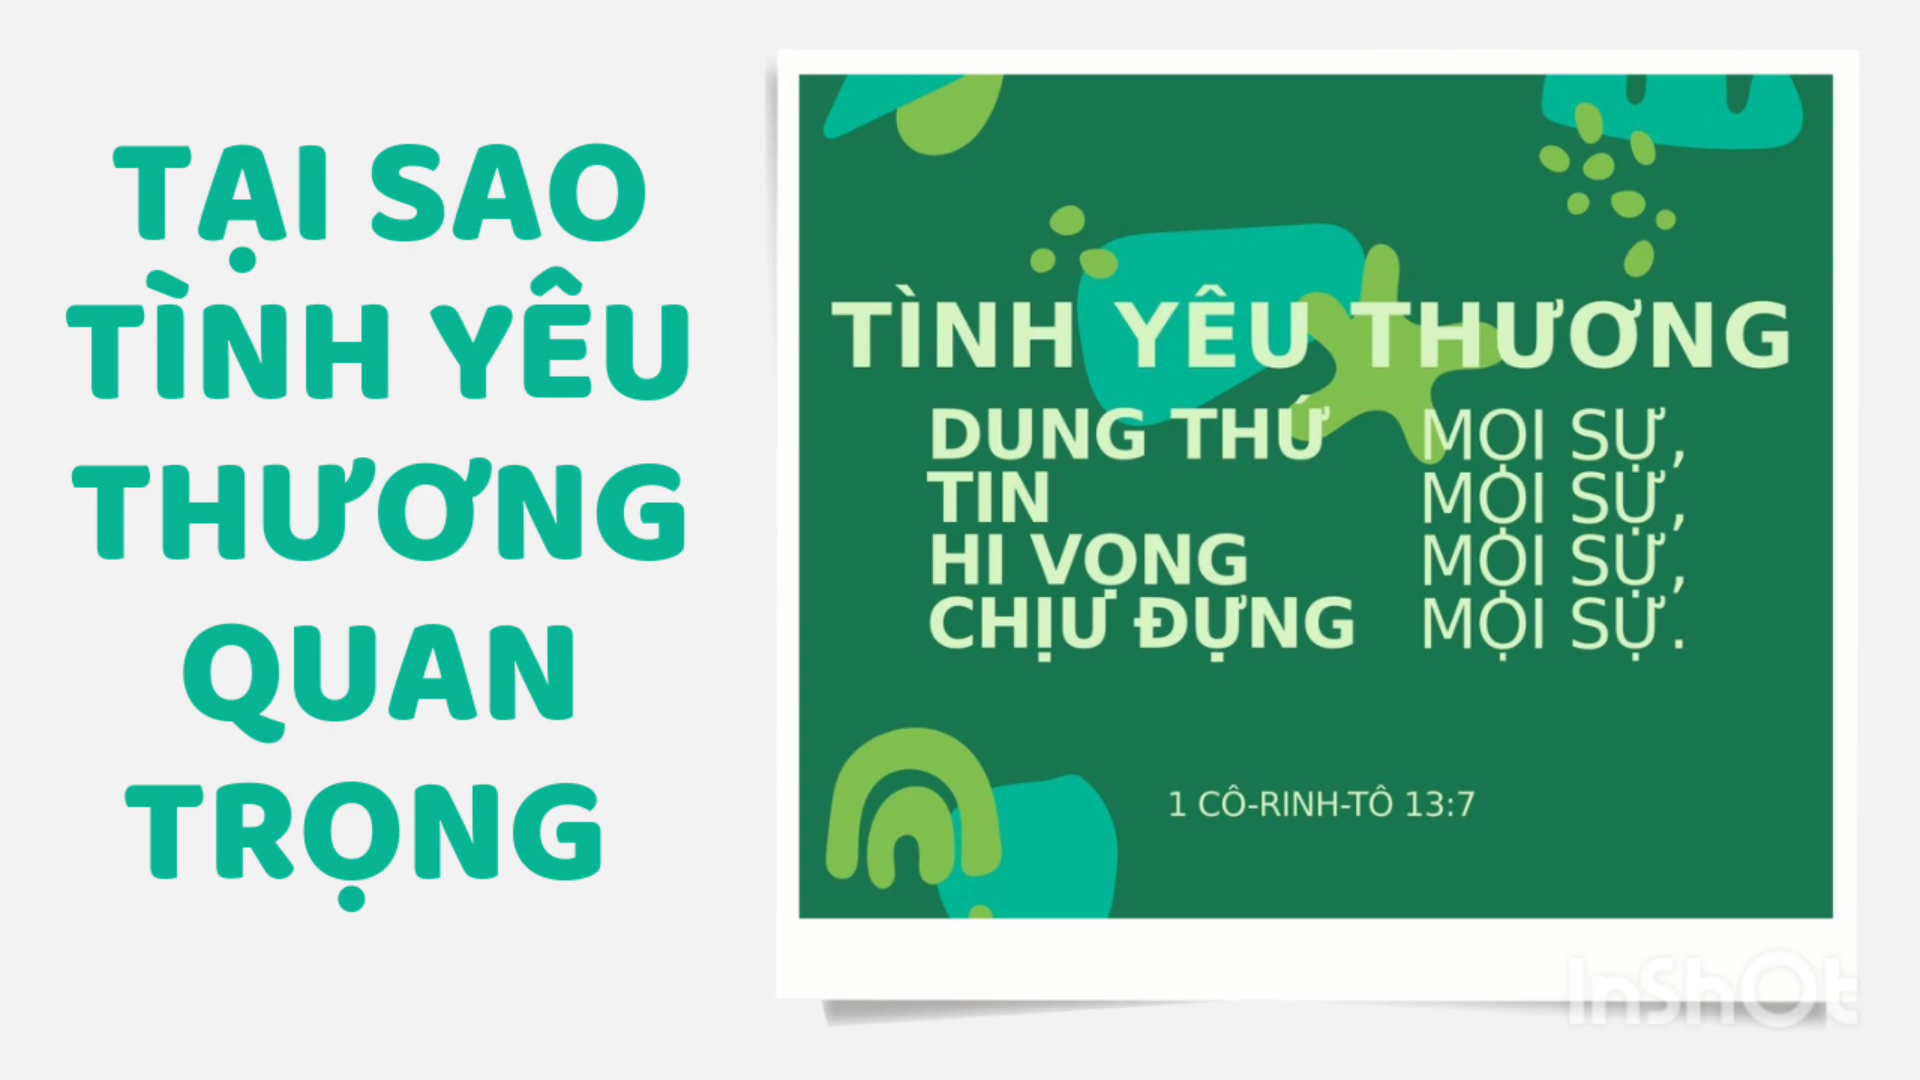 TẠI SAO
TÌNH YÊU
THƯƠNG
QUAN
TRỌNG
TÌNH YÊU THƯƠNG
DUNG THỨ MỌI SỰ,
TIN MỌI SỰ,
HI VỌNG MỌI SỰ,
CHỊU ĐỰNG MỌI SỰ.
1 CÔ-RINH-TÔ 13:7
InShOt